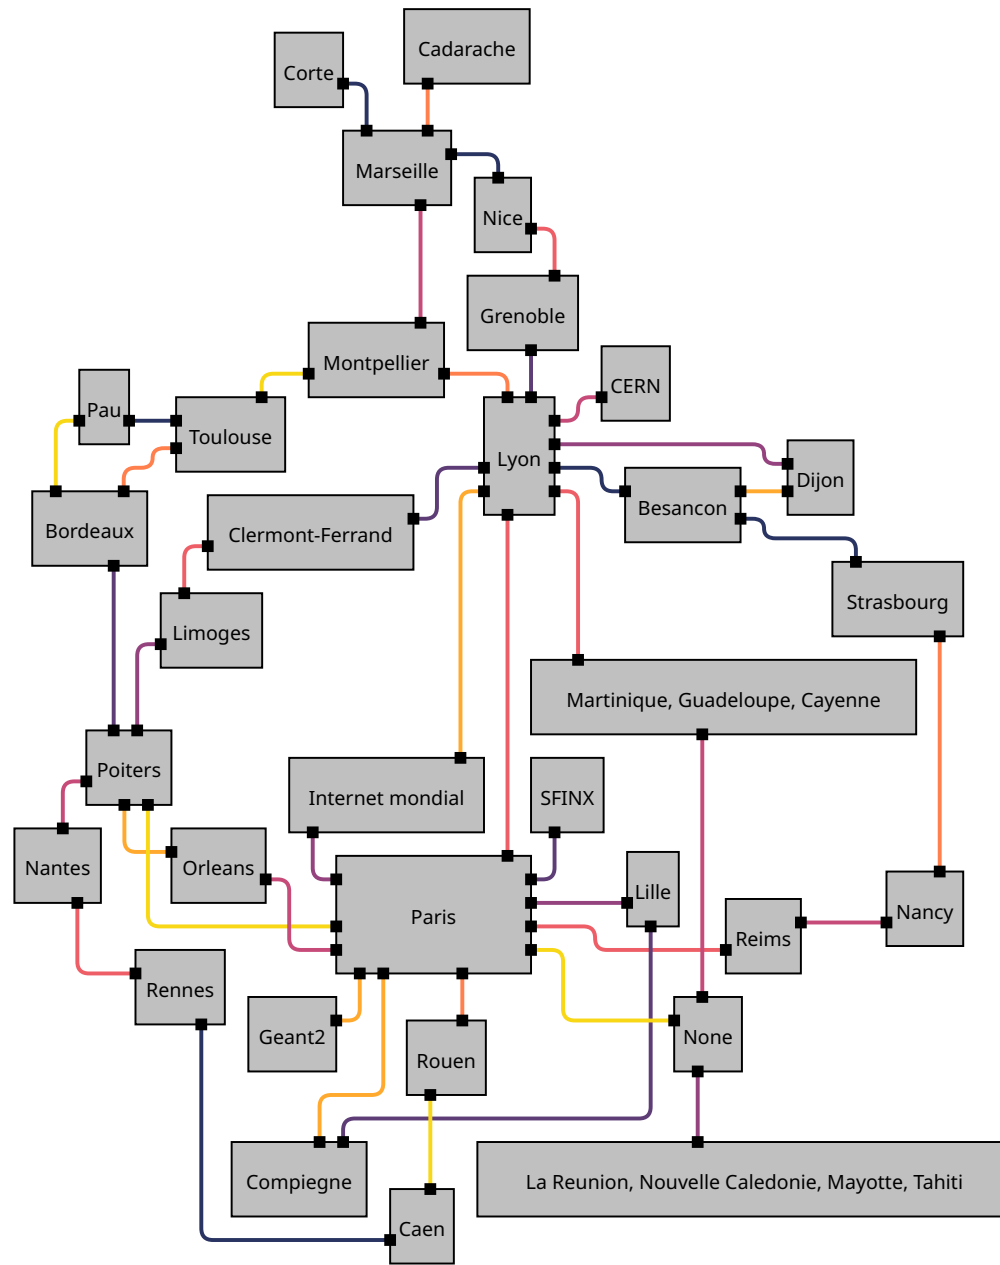 Cadarache
Corte
Marseille
Nice
Grenoble
Montpellier
CERN
Pau
Toulouse
Lyon
Dijon
Besancon
Bordeaux
Clermont-Ferrand
Strasbourg
Limoges
Martinique, Guadeloupe, Cayenne
Poiters
Internet mondial
SFINX
Nantes
Orleans
Lille
Paris
Nancy
Reims
Rennes
Geant2
None
Rouen
Compiegne
La Reunion, Nouvelle Caledonie, Mayotte, Tahiti
Caen